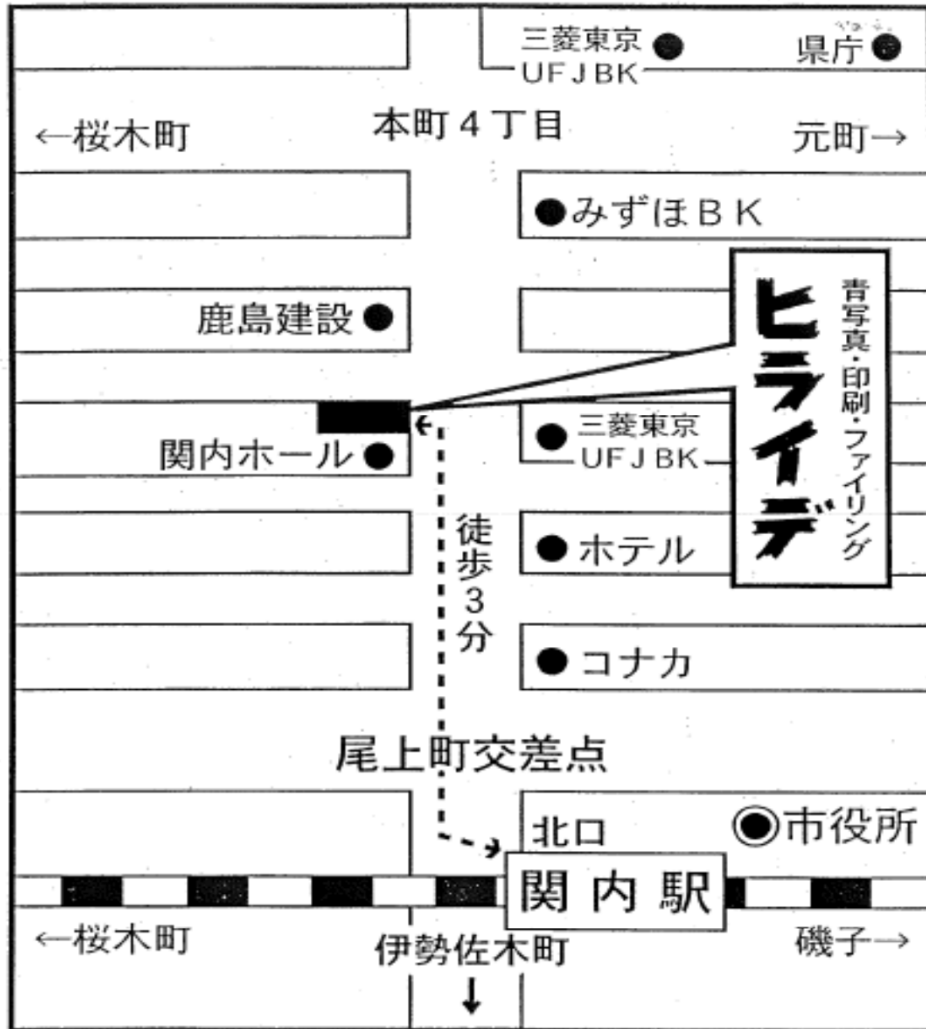 三菱東京
UFJBK
県庁
←桜木町
本町4丁目
元町→
みずほBK
鹿島建設
ヒライデ
青写真・印刷・ファイリング
関内ホール
三菱東京
UFJBK
徒歩3分
ホテル
コナカ
尾上町交差点
北口
市役所
関内駅
←桜木町
伊勢佐木町
↓
磯子→